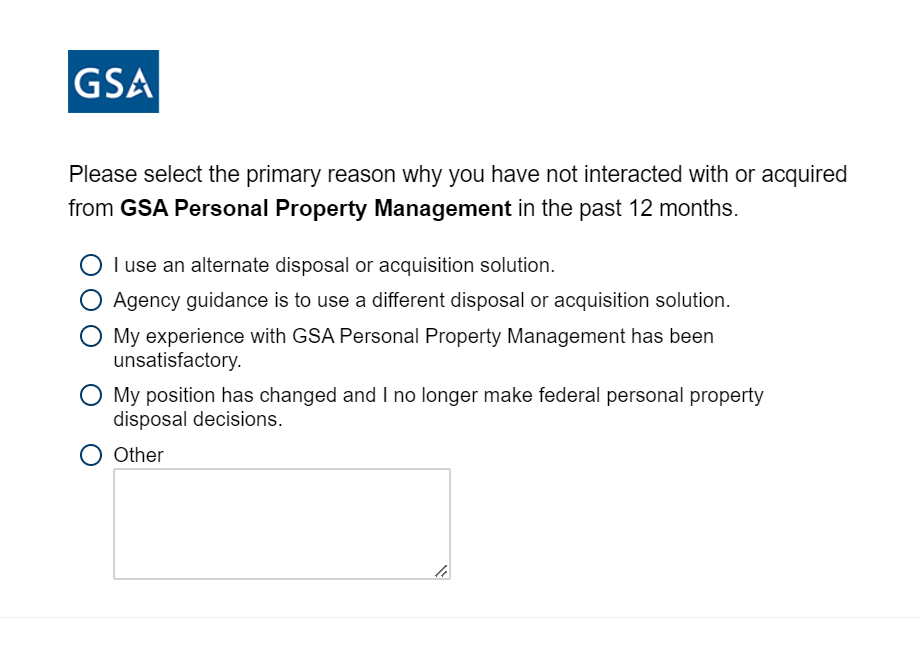 GSA
Please select the primary reason why you have not interacted with or acquired
from GSA Personal Property Management in the past 12 months.
I use an alternate disposal or acquisition solution.
Agency guidance is to use a different disposal or acquisition solution.
My experience with GSA Personal Property Management has been
unsatisfactory.
My position has changed and I no longer make federal personal property
disposal decisions.
Other